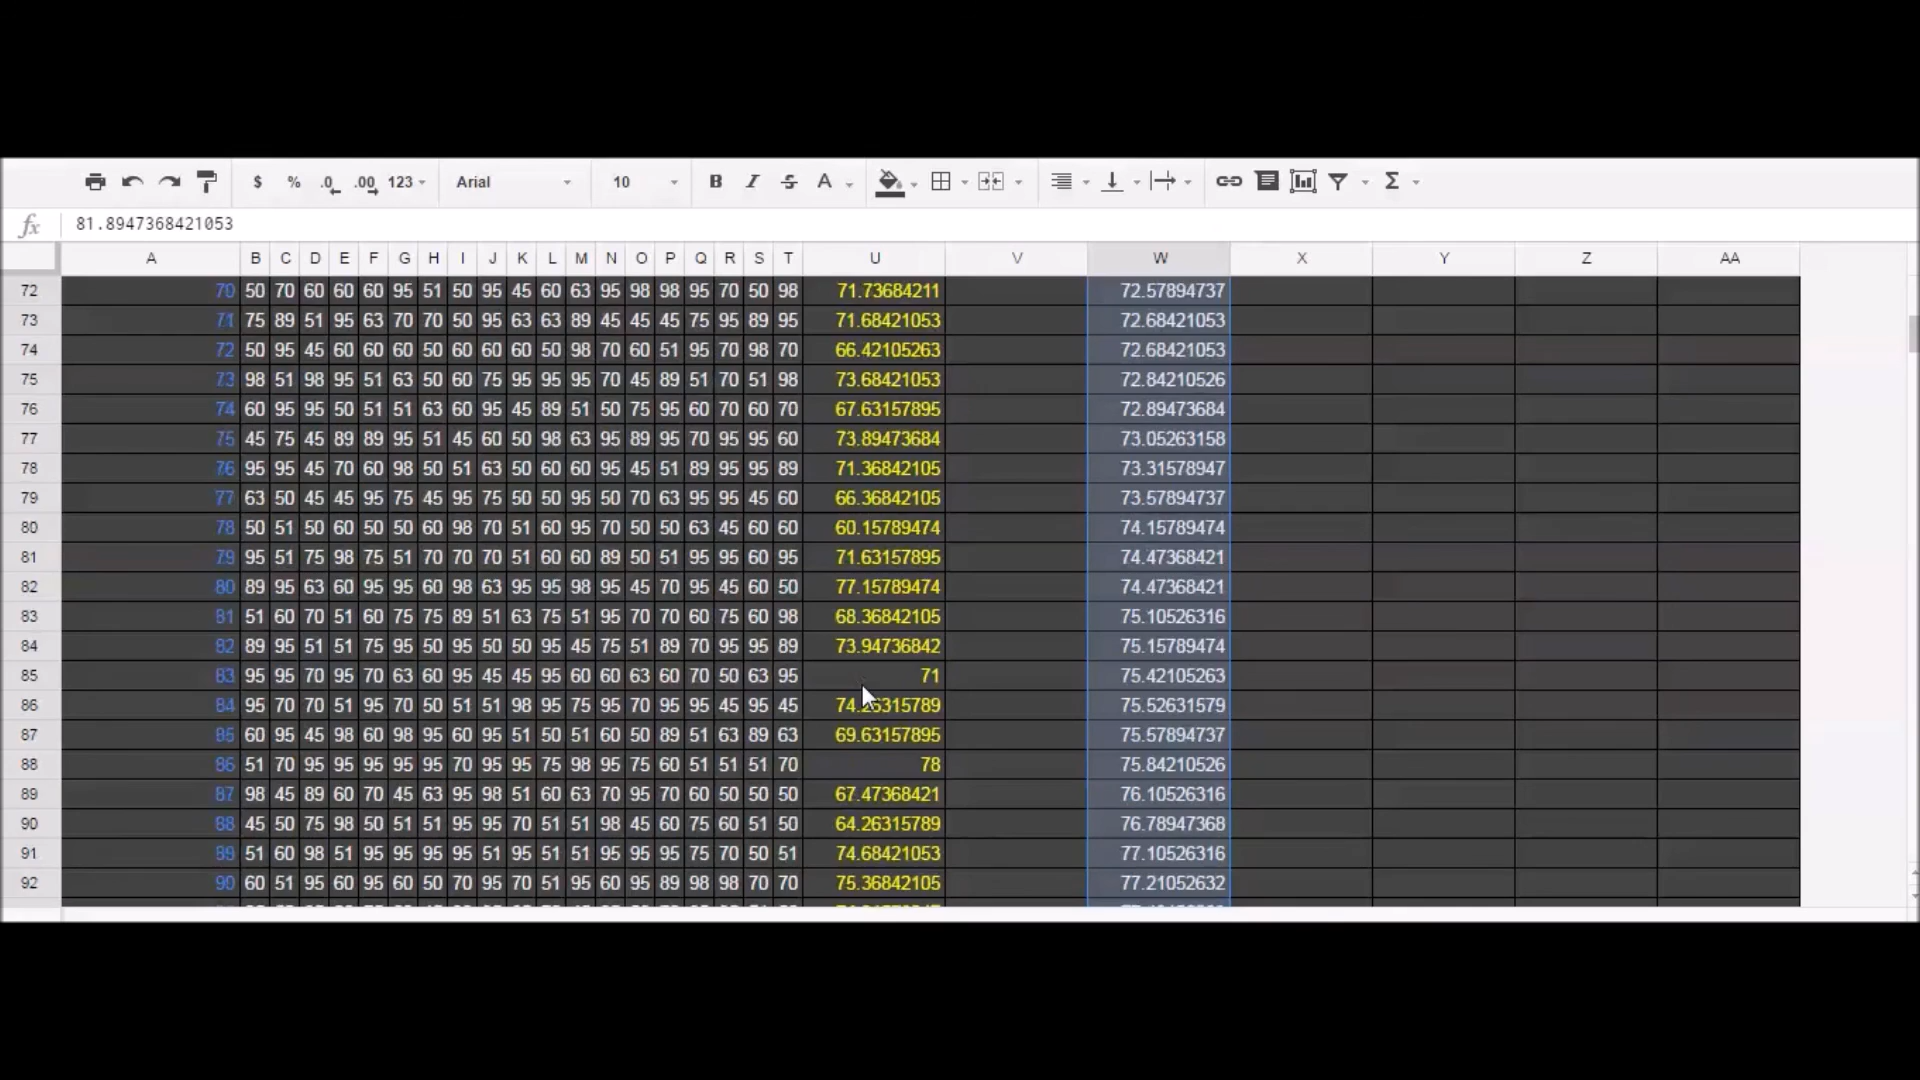 $ % .0 .00 123 Arial 10 B I S A Σ
fx 81.8947368421053
A B C D E F G H I J K L M N O P Q R S T U V W X Y Z AA
72 70 50 70 60 60 60 95 51 50 95 45 60 63 95 98 98 95 70 50 98 71.73684211 72.57894737
73 71 75 89 51 95 63 70 70 50 95 63 63 89 45 45 45 75 95 89 95 71.68421053 72.68421053
74 72 50 95 45 60 60 60 50 60 60 60 50 98 70 60 51 95 70 98 70 66.42105263 72.68421053
75 73 98 51 98 95 51 63 50 60 75 95 95 95 70 45 89 51 70 51 98 73.68421053 72.84210526
76 74 60 95 95 50 51 51 63 60 95 45 89 51 50 75 95 60 70 60 70 67.63157895 72.89473684
77 75 45 75 45 89 89 95 51 45 60 50 98 63 95 89 95 70 95 95 60 73.89473684 73.05263158
78 76 95 95 45 70 60 98 50 51 63 50 60 60 95 45 51 89 95 95 89 71.36842105 73.31578947
79 77 63 50 45 45 95 75 45 95 75 50 50 95 50 70 63 95 95 45 60 66.36842105 73.57894737
80 78 50 51 50 60 50 50 60 98 70 51 60 95 70 50 50 63 45 60 60 60.15789474 74.15789474
81 79 95 51 75 98 75 51 70 70 70 51 60 60 89 50 51 95 95 60 95 71.63157895 74.47368421
82 80 89 95 63 60 95 95 60 98 63 95 95 98 95 45 70 95 45 60 50 77.15789474 74.47368421
83 81 51 60 70 51 60 75 75 89 51 63 75 51 95 70 70 60 75 60 98 68.36842105 75.10526316
84 82 89 95 51 51 75 95 50 95 50 50 95 45 75 51 89 70 95 95 89 73.94736842 75.15789474
85 83 95 95 70 95 70 63 60 95 45 45 95 60 60 63 60 70 50 63 95 71 75.42105263
86 84 95 70 70 51 95 70 50 51 51 98 95 75 95 70 95 95 45 95 45 74.26315789 75.52631579
87 85 60 95 45 98 60 98 95 60 95 51 50 51 60 50 89 51 63 89 63 69.63157895 75.57894737
88 86 51 70 95 95 95 95 95 70 95 95 75 98 95 75 60 51 51 51 70 78 75.84210526
89 87 98 45 89 60 70 45 63 95 98 51 60 63 70 95 70 60 50 50 50 67.47368421 76.10526316
90 88 45 50 75 98 50 51 51 95 95 70 51 51 98 45 60 75 60 51 50 64.26315789 76.78947368
91 89 51 60 98 51 95 95 95 95 51 95 51 51 95 95 95 75 70 50 51 74.68421053 77.10526316
92 90 60 51 95 60 95 60 50 70 95 70 51 95 60 95 89 98 98 70 70 75.36842105 77.21052632